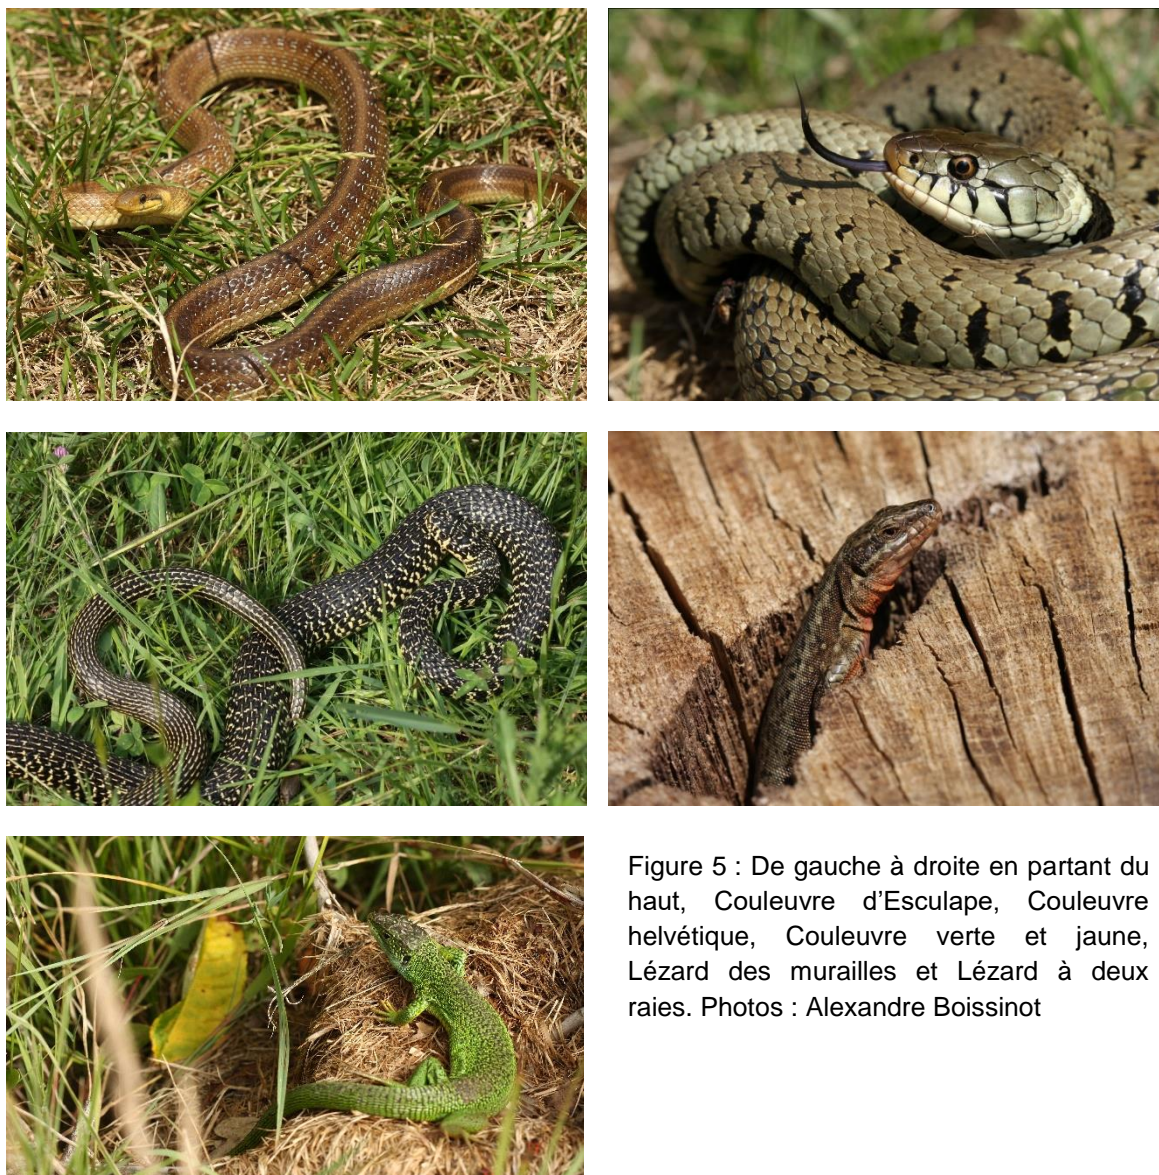 Figure 5 : De gauche à droite en partant du
haut, Couleuvre d’Esculape, Couleuvre
helvétique, Couleuvre verte et jaune,
Lézard des murailles et Lézard à deux
raies. Photos : Alexandre Boissinot